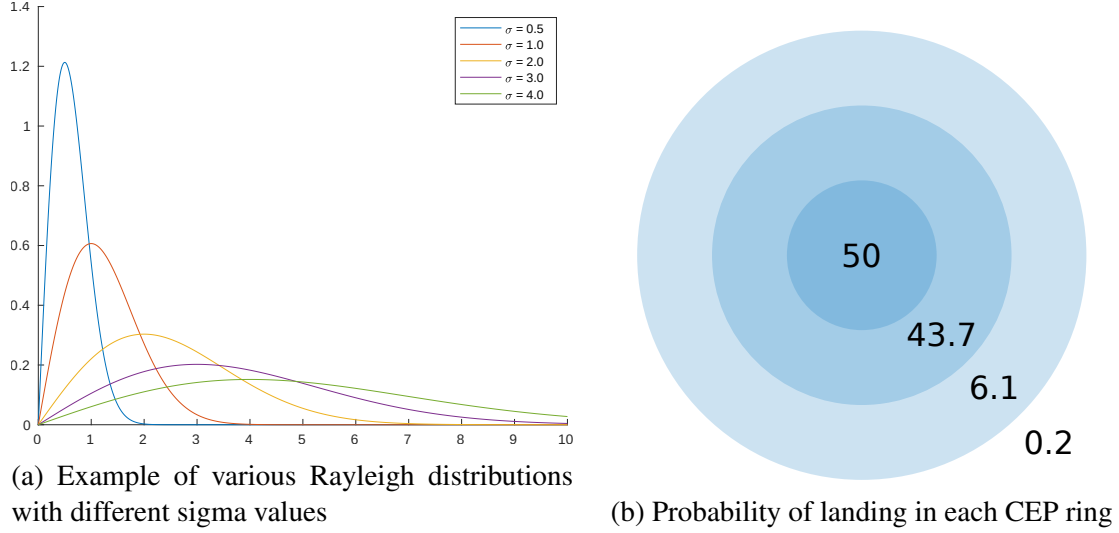 1.4
1.2
1
0.8
0.6
0.4
0.2
0
0 1 2 3 4 5 6 7 8 9 10
σ = 0.5
σ = 1.0
σ = 2.0
σ = 3.0
σ = 4.0
(a) Example of various Rayleigh distributions
with different sigma values
50
43.7
6.1
0.2
(b) Probability of landing in each CEP ring